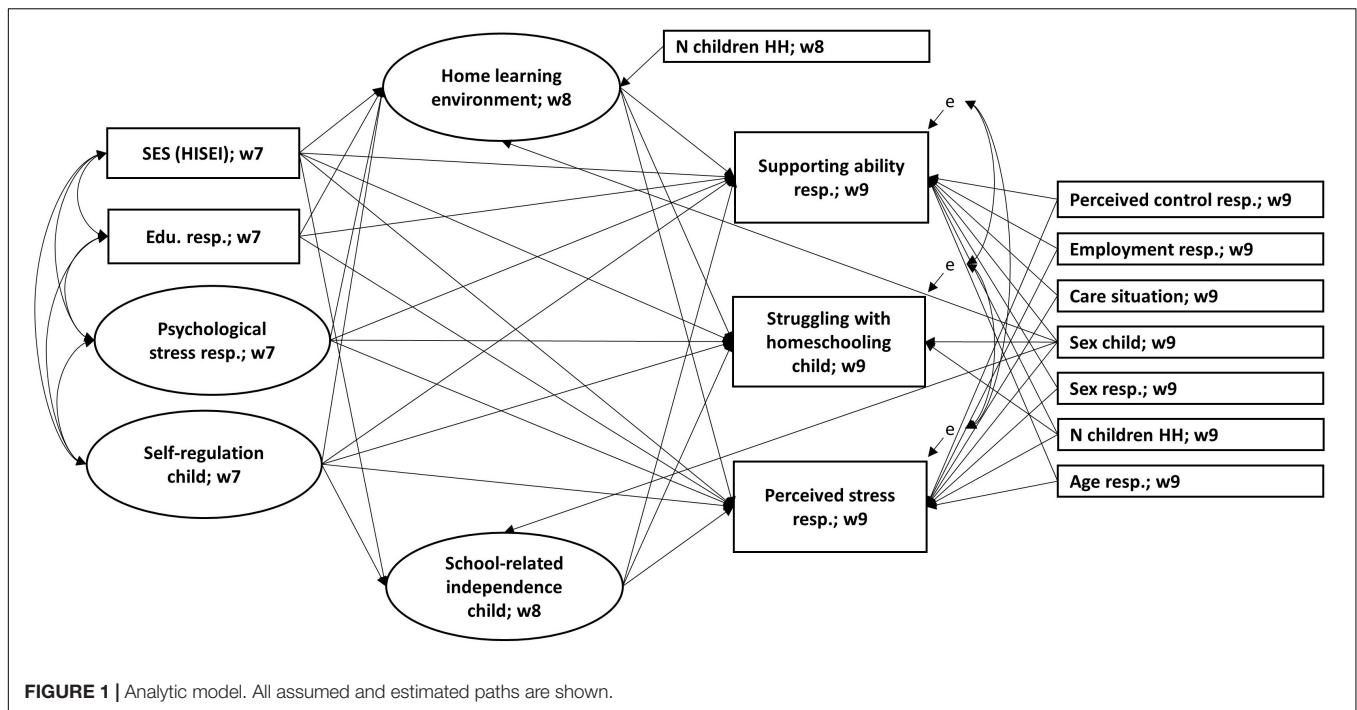 Home learning
environment; w8
N children HH; w8
SES (HISEI); w7
Edu. resp.; w7
Psychological
stress resp.; w7
Self-regulation
child; w7
School-related
independence
child; w8
e
Supporting ability
resp.; w9
e
Struggling with
homeschooling
child; w9
e
Perceived stress
resp.; w9
Perceived control resp.; w9
Employment resp.; w9
Care situation; w9
Sex child; w9
Sex resp.; w9
N children HH; w9
Age resp.; w9
FIGURE 1 | Analytic model. All assumed and estimated paths are shown.